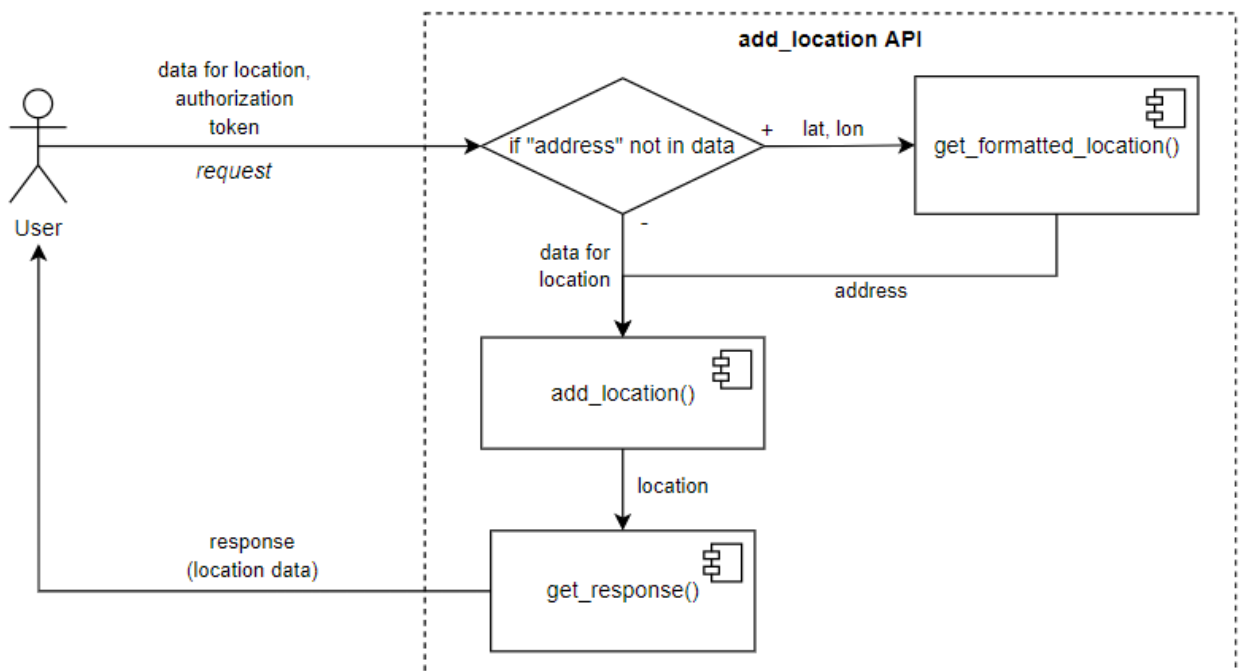 add_location API
data for location,
authorization
token
request
User
if "address" not in data
+
lat, lon
get_formatted_location()
-
data for
location
address
add_location()
location
response
(location data)
get_response()